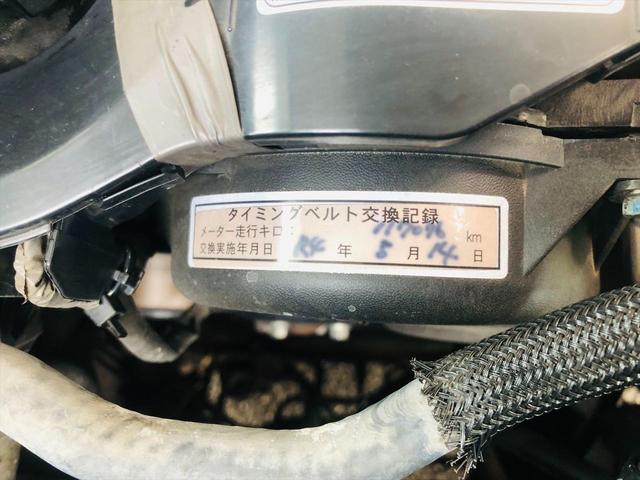 タイミングベルト交換記録
メーター走行キロ: km
交換実施年月日 R4 年 5 月 14 日